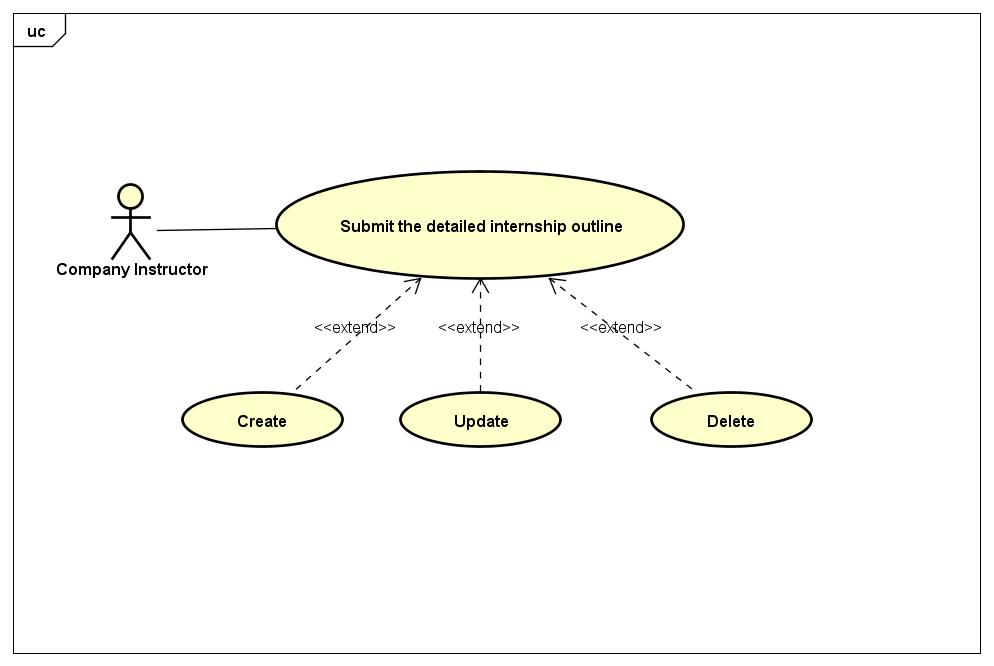 uc
Submit the detailed internship outline
Company Instructor
<<extend>>
<<extend>>
<<extend>>
Create
Update
Delete